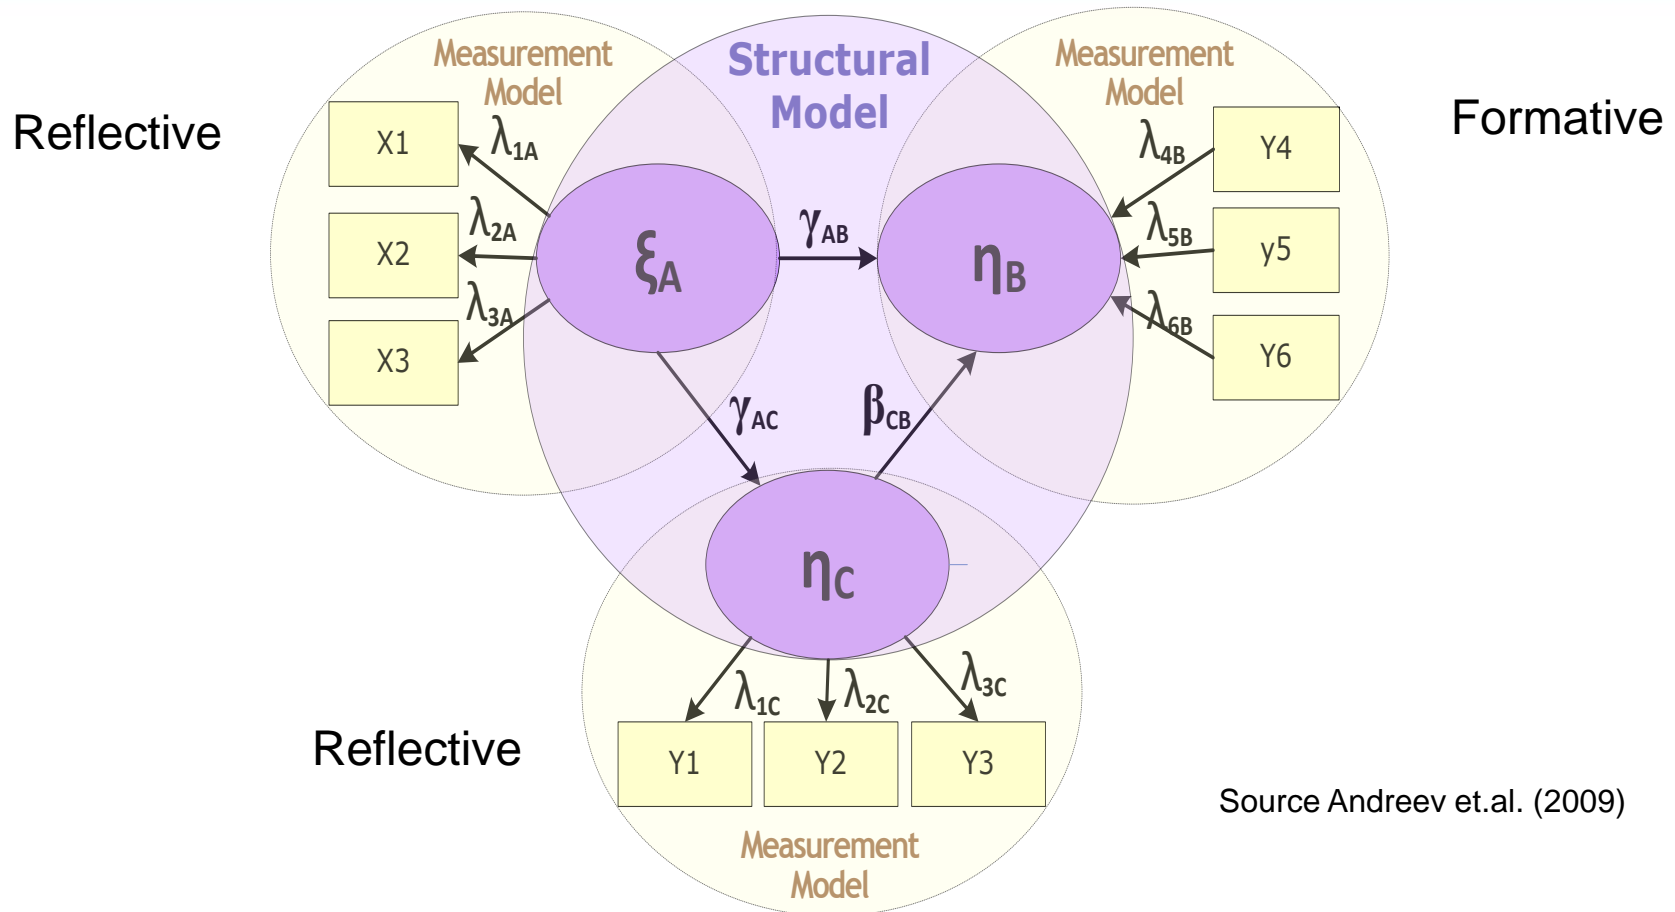 Measurement
Model
Structural
Model
Measurement
Model
Reflective
Formative
X1
λ1A
X2
λ2A
X3
λ3A
ξA
γAB
ηB
λ4B
Y4
λ5B
y5
λ6B
Y6
γAC
βCB
ηC
λ1C
λ2C
λ3C
Reflective
Y1
Y2
Y3
Source Andreev et.al. (2009)
Measurement
Model